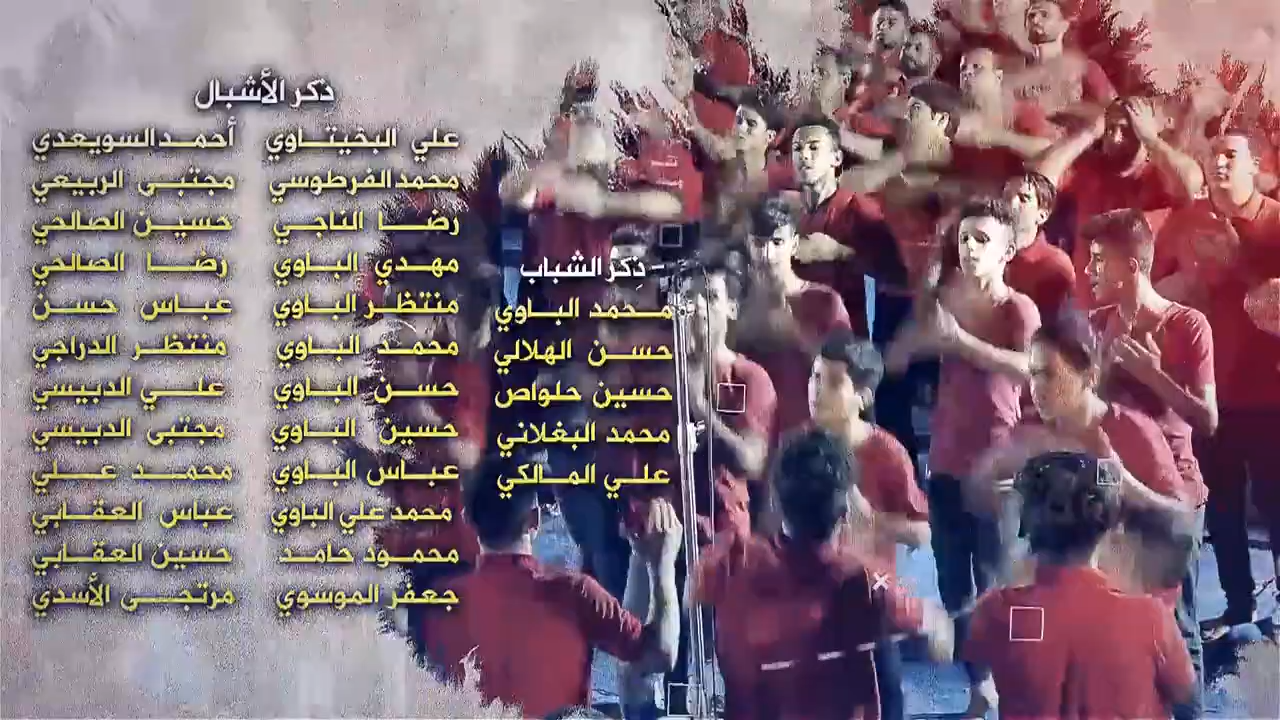 ذِكر الشباب
محمد الباوي
حسن الهلالي
حسين حلواص
محمد البغلاني
علي المالكي
ذكر الأشبال
علي البخيتاوي أحمد السويعدي
محمد الفرطوسي مجتبى الربيعي
رضا الناجي حسين الصالحي
مهدي الباوي رضا الصالحي
منتظر الباوي عباس حسن
محمد الباوي منتظر الدراجي
حسن الباوي علي الدبيسي
حسين الباوي مجتبى الدبيسي
عباس الباوي محمد علي
محمد علي الباوي عباس العقابي
محمود حامد حسين العقابي
جعفر الموسوي مرتجى الأسدي